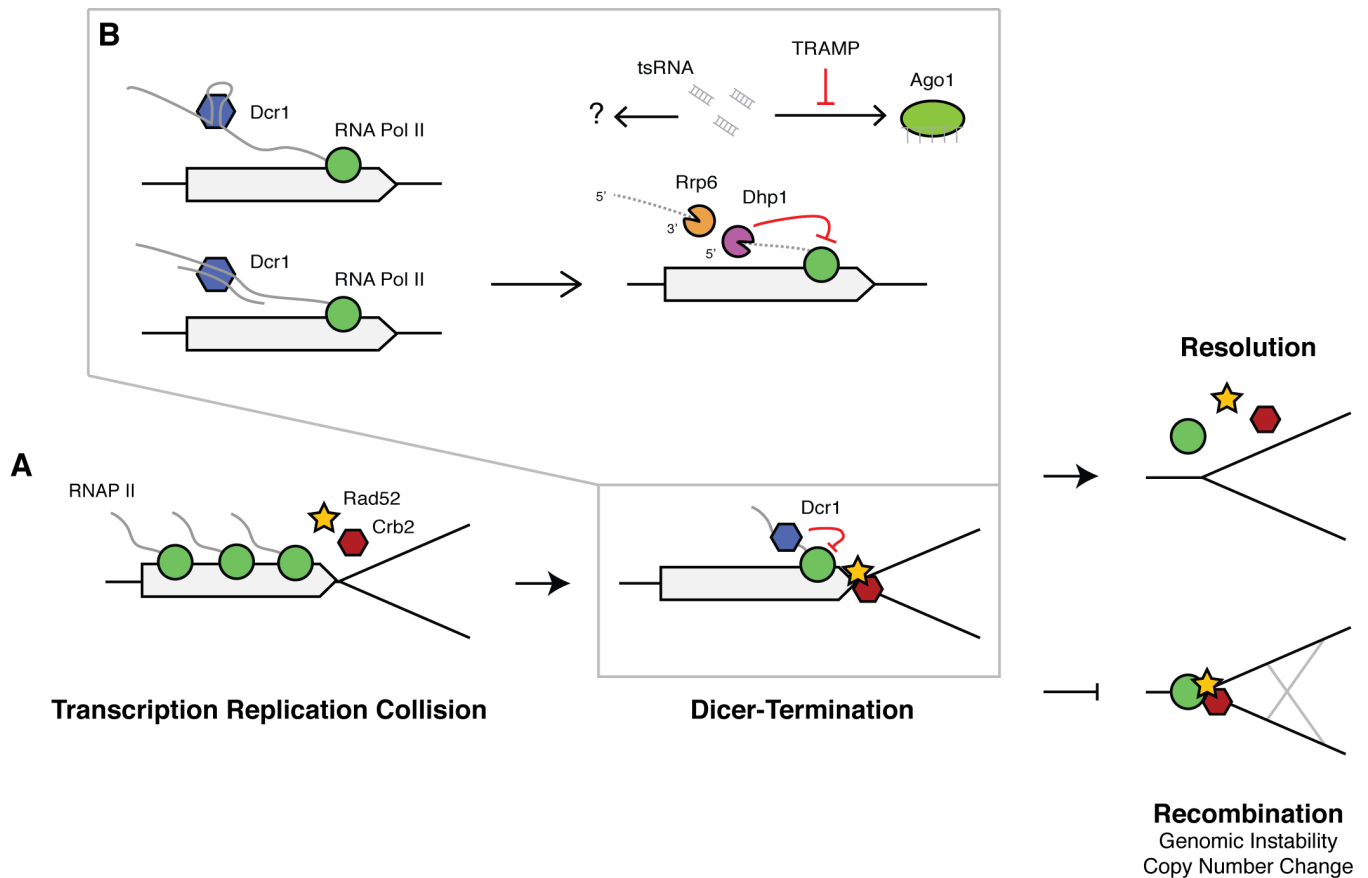 B
TRAMP
tsRNA
Ago1
Dcr1
?
RNA Pol II
Rrp6
Dhp1
5’
3’
5’
Dcr1
RNA Pol II
Resolution
A
RNAP II
Rad52
Crb2
Dcr1
Transcription Replication Collision
Dicer-Termination
Recombination
Genomic Instability
Copy Number Change